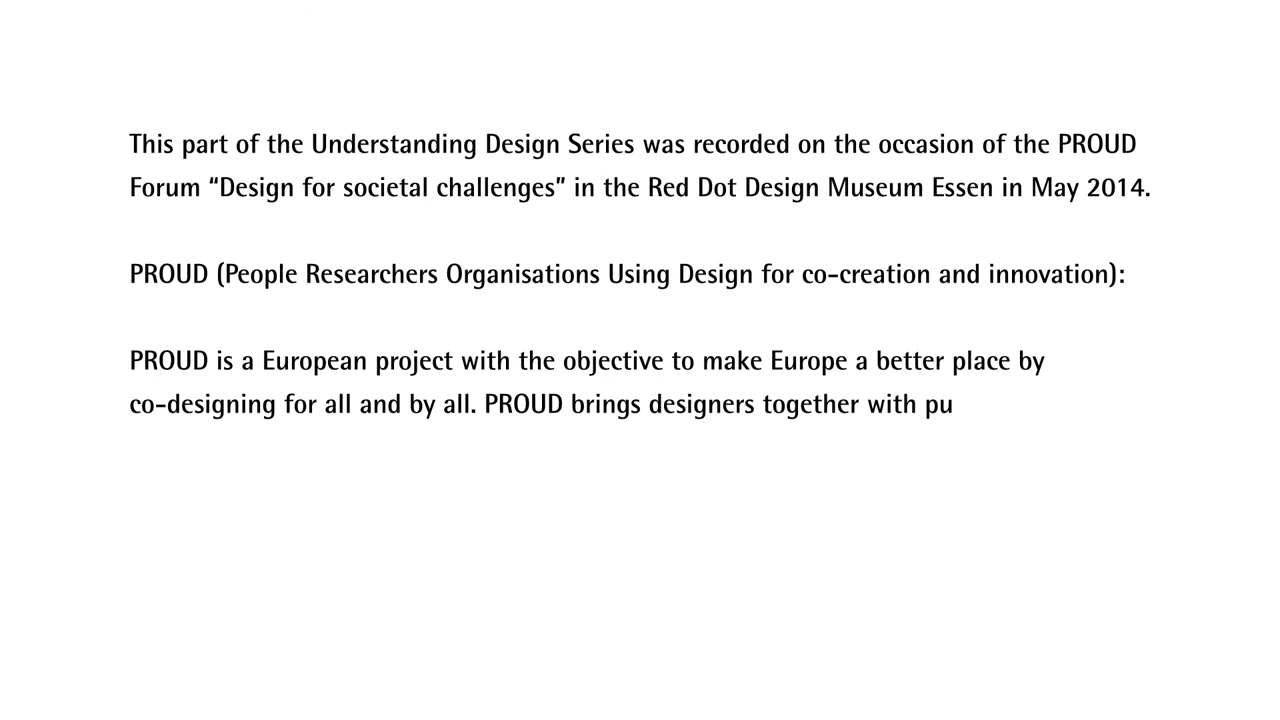 This part of the Understanding Design Series was recorded on the occasion of the PROUD
Forum “Design for societal challenges” in the Red Dot Design Museum Essen in May 2014.
PROUD (People Researchers Organisations Using Design for co-creation and innovation):
PROUD is a European project with the objective to make Europe a better place by
co-designing for all and by all. PROUD brings designers together with pu